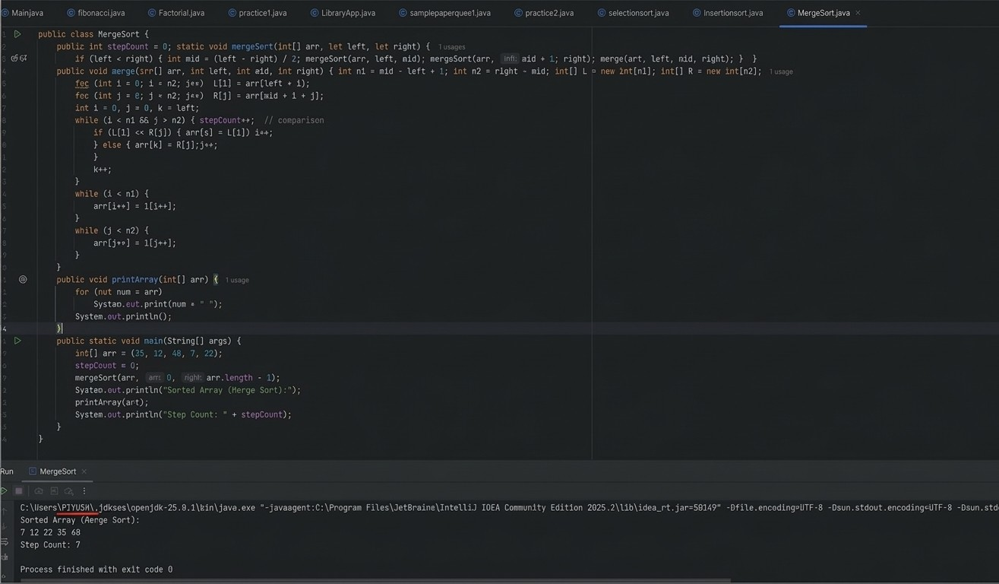 Mainjava fibonacci.java Factorial.java practice1.java LibraryApp.java samplepaperquee1.java practice2.java selectionsort.java Insertionsort.java MergeSort.java
public class MergeSort {
public int stepCount = 0; static void mergeSert(int[] arr, let left, let right) { 1 usages
if (left < right) { int mid = (left - right) / 2; mergeSort(arr, left, mid); mergsSort(arr, aid + 1; right); merge(art, left, mid, right); } }
public void merge(srr[] arr, int left, int mid, int right) { int n1 = mid - left + 1; int n2 = right - mid; int[] L = new int[n1]; int[] R = new int[n2]; 1 usage
fec (int i = 0; i = n2; j++) L[1] = arr[left + i);
fec (int j = 0; j < n2; j++) R[j] = arr[mid + 1 + j];
int i = 0, j = 0, k = left;
while (i < n1 && j > n2) { stepCount++; // comparison
if (L[1] << R[j]) { arr[s] = L[1]) i++;
} else { arr[k] = R[j];j++;
}
k++;
}
while (i < n1) {
arr[i++] = 1[i++];
}
while (j < n2) {
arr[j++] = 1[j++];
}
}
public void printArray(int[] arr) { 1 usage
for (nut num = arr)
Systam.out.print(num * " ");
System.out.println();
}
public static void main(String[] args) {
int[] arr = (35, 12, 48, 7, 22);
stepCount = 0;
mergeSort(arr, arr: 0, right: arr.length - 1);
Syatem.out.println("Sorted Array (Merge Sort):");
printArray(art);
System.out.println("Step Count: " + stepCount);
}
}
Run MergeSort
C:\Users\PIYUSH\.jdkses\openjdk-25.0.1\bin\java.exe "-javaagent:C:\Program Files\JetBraine\IntelliJ IOEA Community Edition 2025.2\lib\idea_rt.jar=50149" -Dfile.encoding=UTF-8 -Dsun.stdout.encoding=UTF-8 -Dsun.std
Sorted Array (Aerge Sort):
7 12 22 35 68
Step Count: 7
Process finished with exit code 0